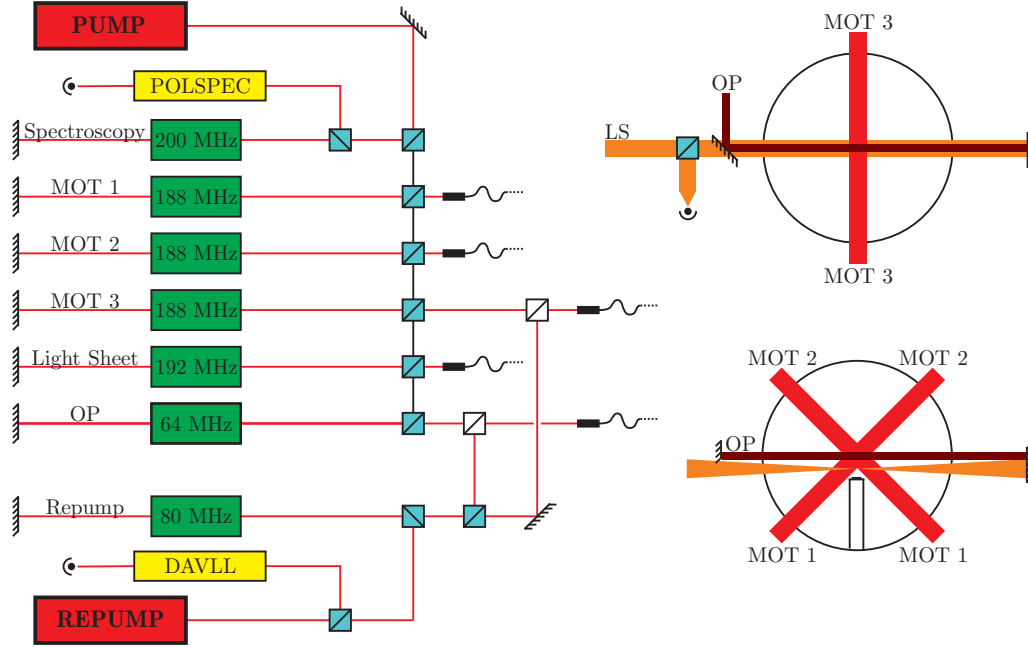 PUMP
POLSPEC
Spectroscopy
200 MHz
MOT 1
188 MHz
MOT 2
188 MHz
MOT 3
188 MHz
Light Sheet
192 MHz
OP
64 MHz
Repump
80 MHz
DAVLL
REPUMP
MOT 3
OP
LS
MOT 3
MOT 2
MOT 2
OP
MOT 1
MOT 1